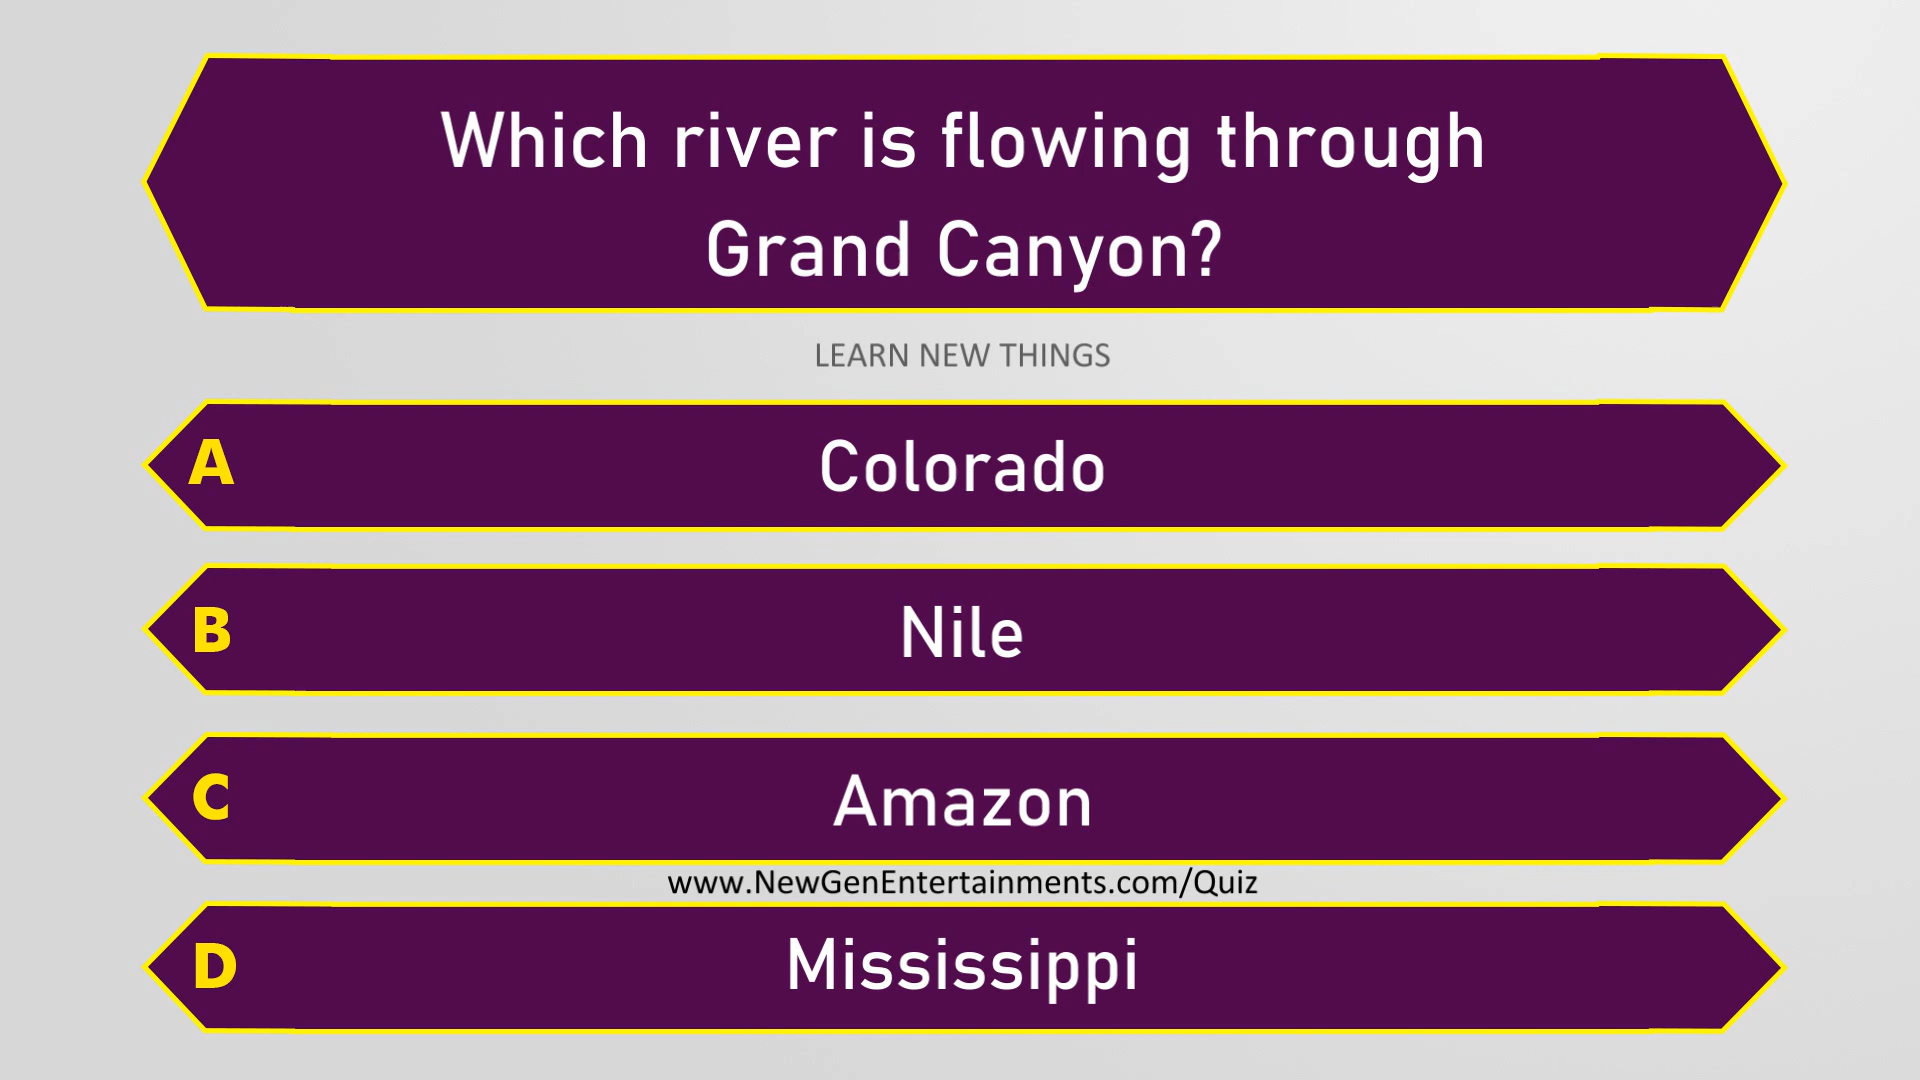 Which river is flowing through
Grand Canyon?
LEARN NEW THINGS
A Colorado
B Nile
C Amazon
www.NewGenEntertainments.com/Quiz
D Mississippi